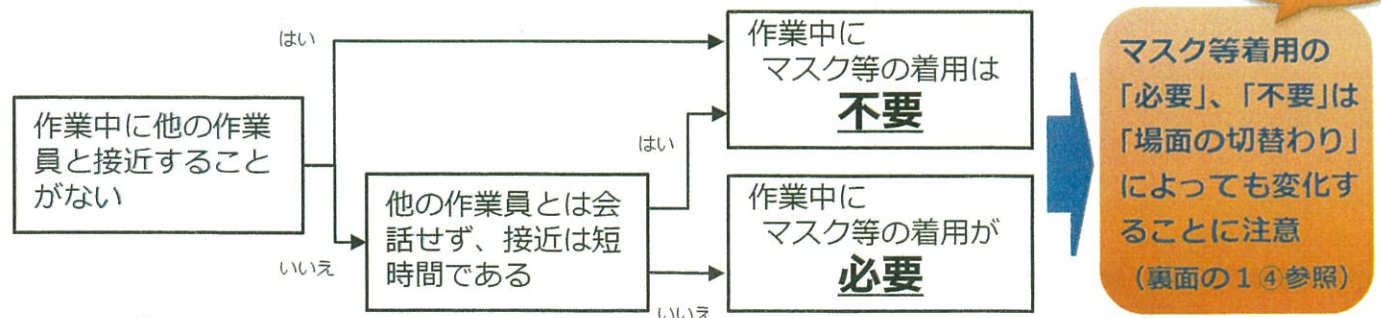 はい
作業中に他の作業
員と接近すること
がない
いいえ
他の作業員とは会
話せず、接近は短
時間である
はい
いいえ
作業中に
マスク等の着用は
不要
作業中に
マスク等の着用が
必要
マスク等着用の
「必要」、「不要」は
「場面の切替わり」
によっても変化す
ることに注意
（裏面の１④参照）